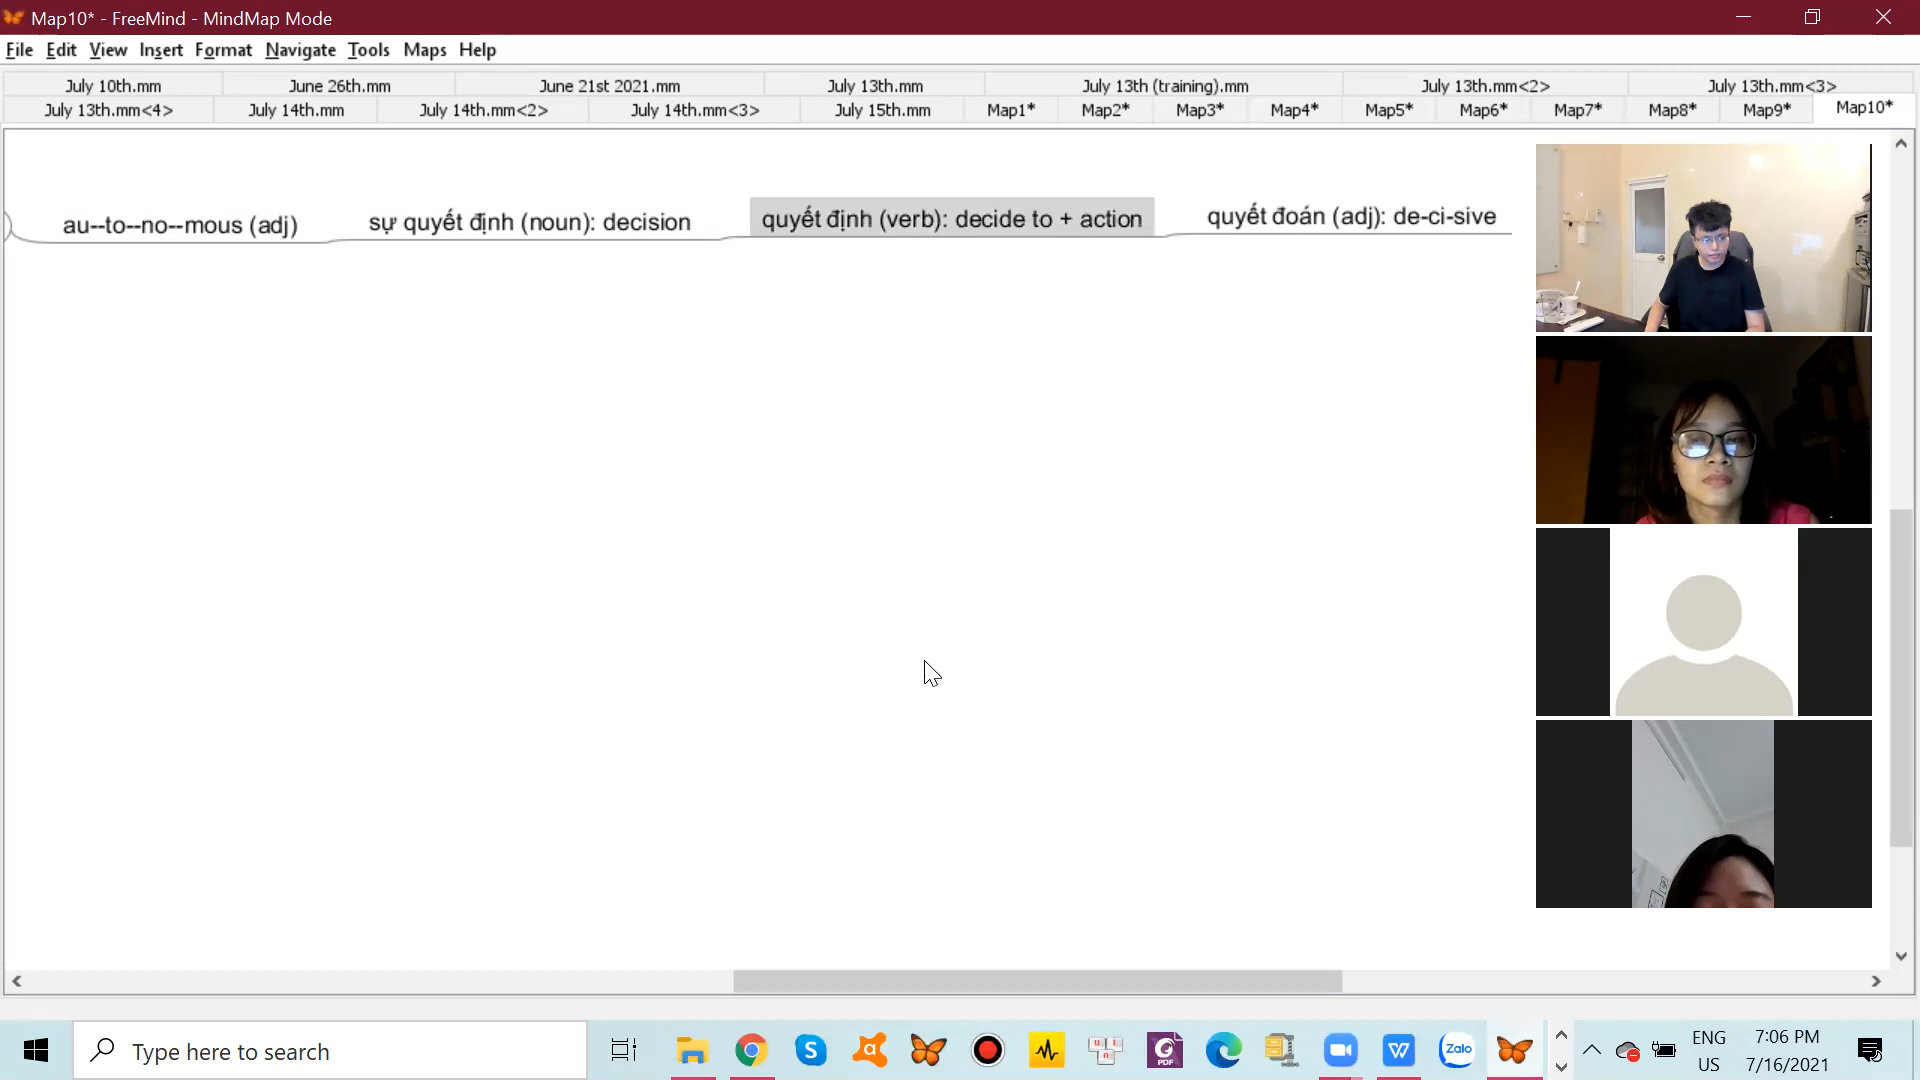 Map10* - FreeMind - MindMap Mode
File Edit View Insert Format Navigate Tools Maps Help
July 10th.mm June 26th.mm June 21st 2021.mm July 13th.mm July 13th (training).mm July 13th.mm<2> July 13th.mm<3>
July 13th.mm<4> July 14th.mm July 14th.mm<2> July 14th.mm<3> July 15th.mm Map1* Map2* Map3* Map4* Map5* Map6* Map7* Map8* Map9* Map10*
au--to--no--mous (adj) sự quyết định (noun): decision quyết định (verb): decide to + action quyết đoán (adj): de-ci-sive
Type here to search
Zalo
PDF
ENG
US
7:06 PM
7/16/2021